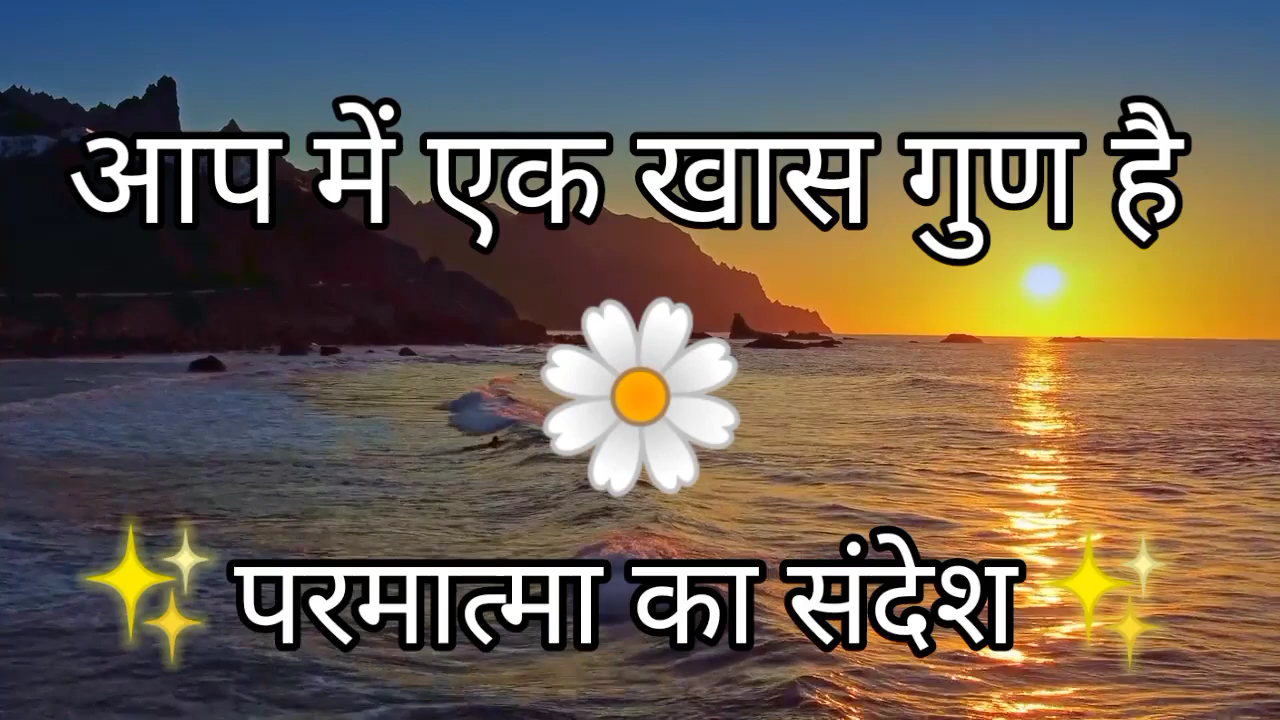 आप में एक खास गुण है
परमात्मा का संदेश